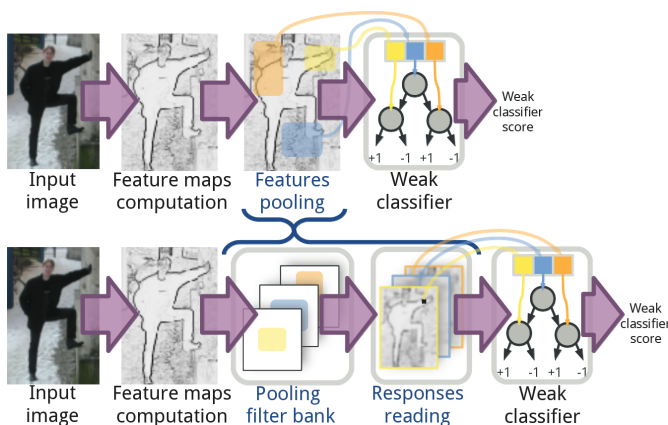 Weak
classifier
score
+1 -1 +1 -1
Input
image
Feature maps
computation
Features
pooling
Weak
classifier
Weak
classifier
score
+1 -1 +1 -1
Input
image
Feature maps
computation
Pooling
filter bank
Responses
reading
Weak
classifier